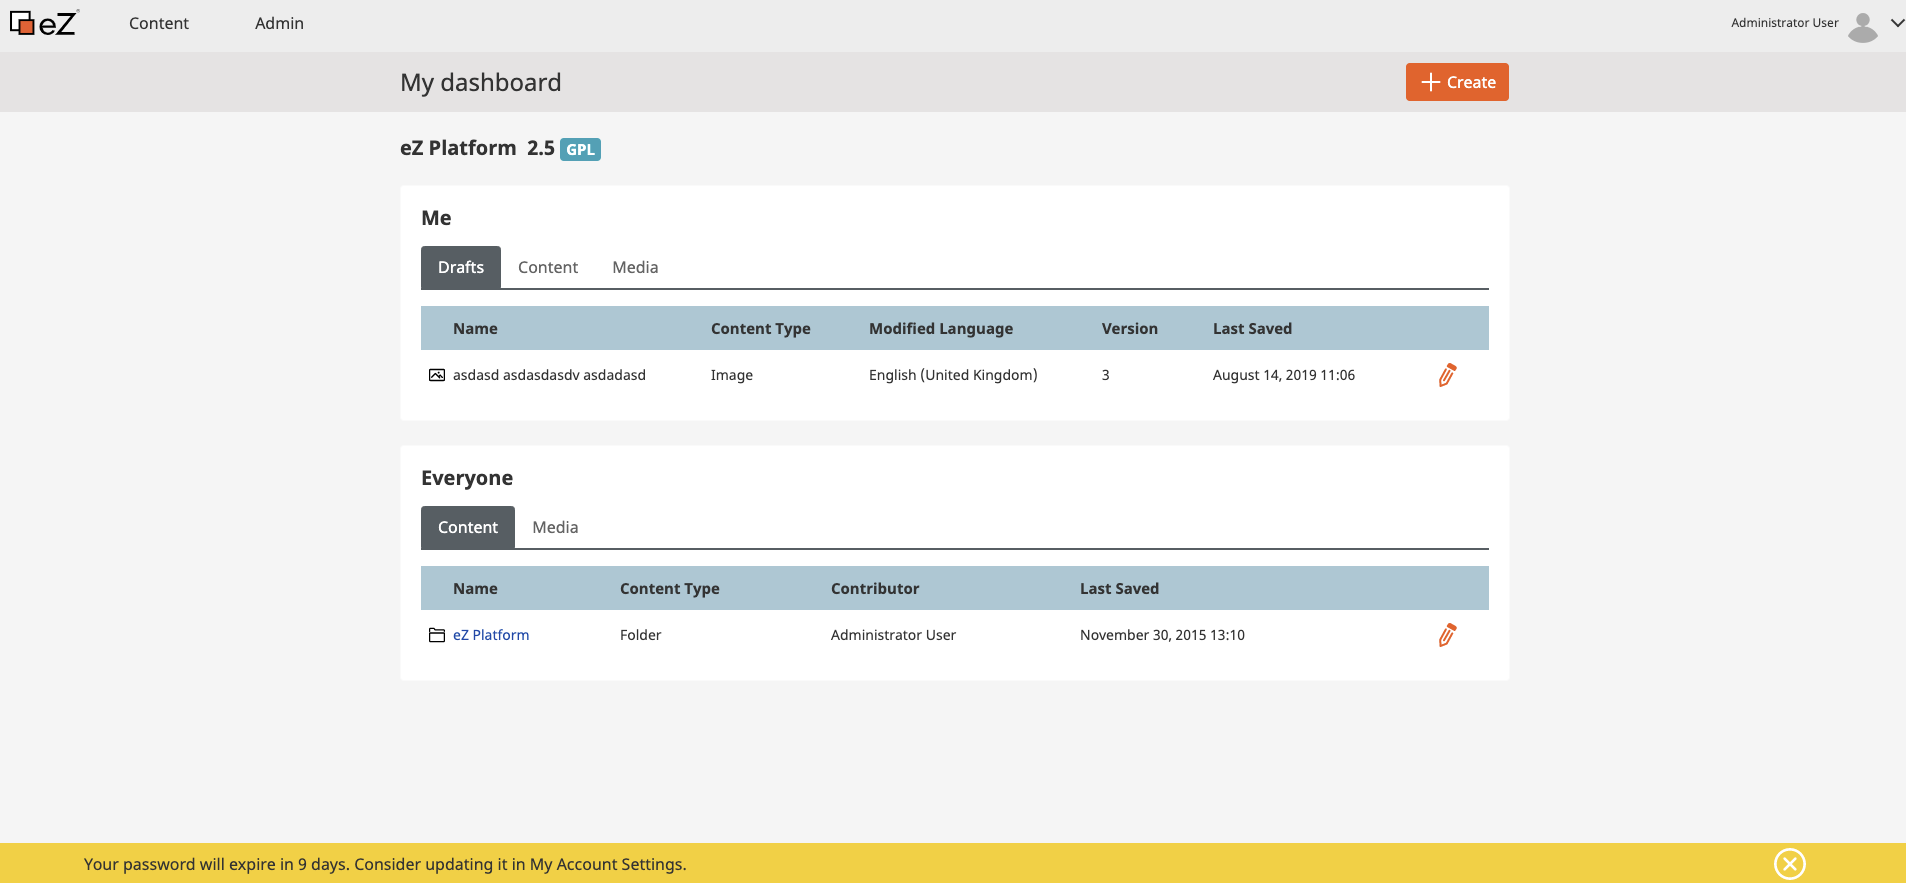 eZ Content Admin Administrator User
My dashboard + Create
eZ Platform 2.5 GPL
Me
Drafts Content Media
Name Content Type Modified Language Version Last Saved
asdasd asdasdasdv asdadasd Image English (United Kingdom) 3 August 14, 2019 11:06
Everyone
Content Media
Name Content Type Contributor Last Saved
eZ Platform Folder Administrator User November 30, 2015 13:10
Your password will expire in 9 days. Consider updating it in My Account Settings.